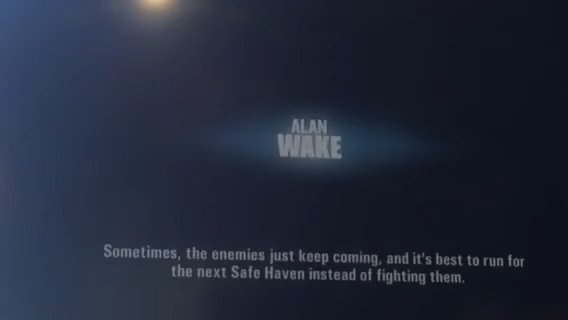 ALAN
WAKE
Sometimes, the enemies just keep coming, and it's best to run for
the next Safe Haven instead of fighting them.